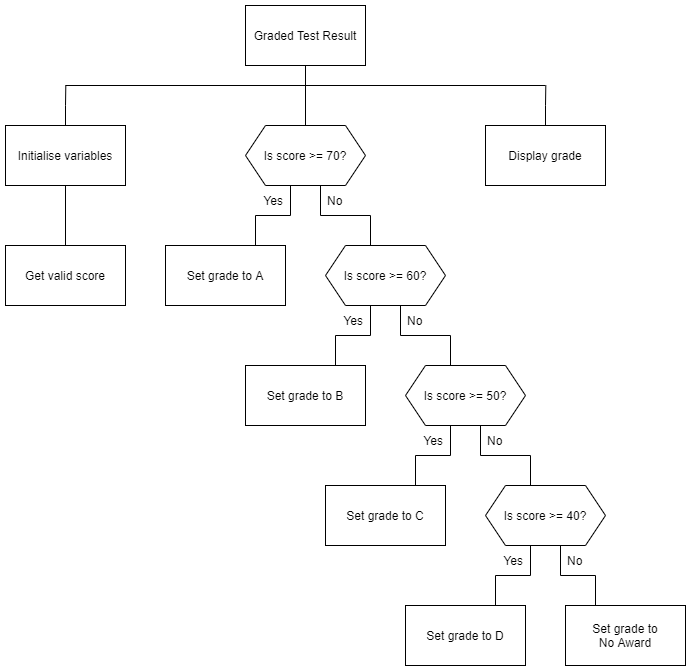 Graded Test Result
Initialise variables
Is score >= 70?
Display grade
Yes
No
Get valid score
Set grade to A
Is score >= 60?
Yes
No
Set grade to B
Is score >= 50?
Yes
No
Set grade to C
Is score >= 40?
Yes
No
Set grade to D
Set grade to
No Award